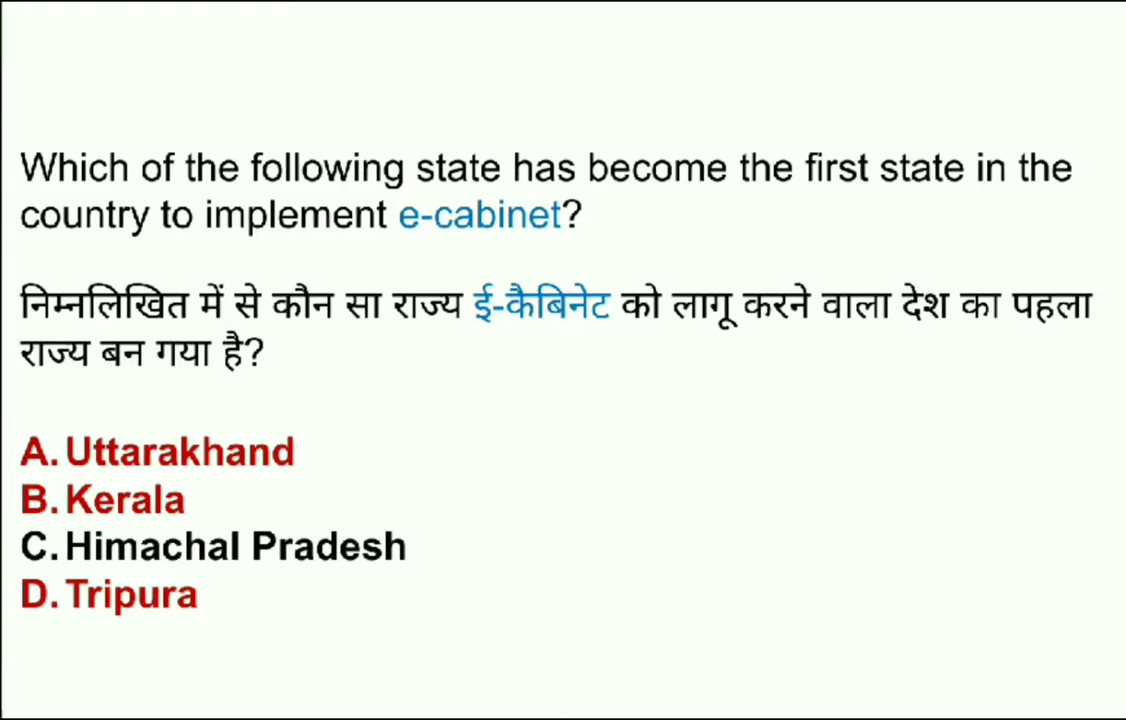 Which of the following state has become the first state in the
country to implement e-cabinet?
निम्नलिखित में से कौन सा राज्य ई-कैबिनेट को लागू करने वाला देश का पहला
राज्य बन गया है?
A. Uttarakhand
B. Kerala
C. Himachal Pradesh
D. Tripura